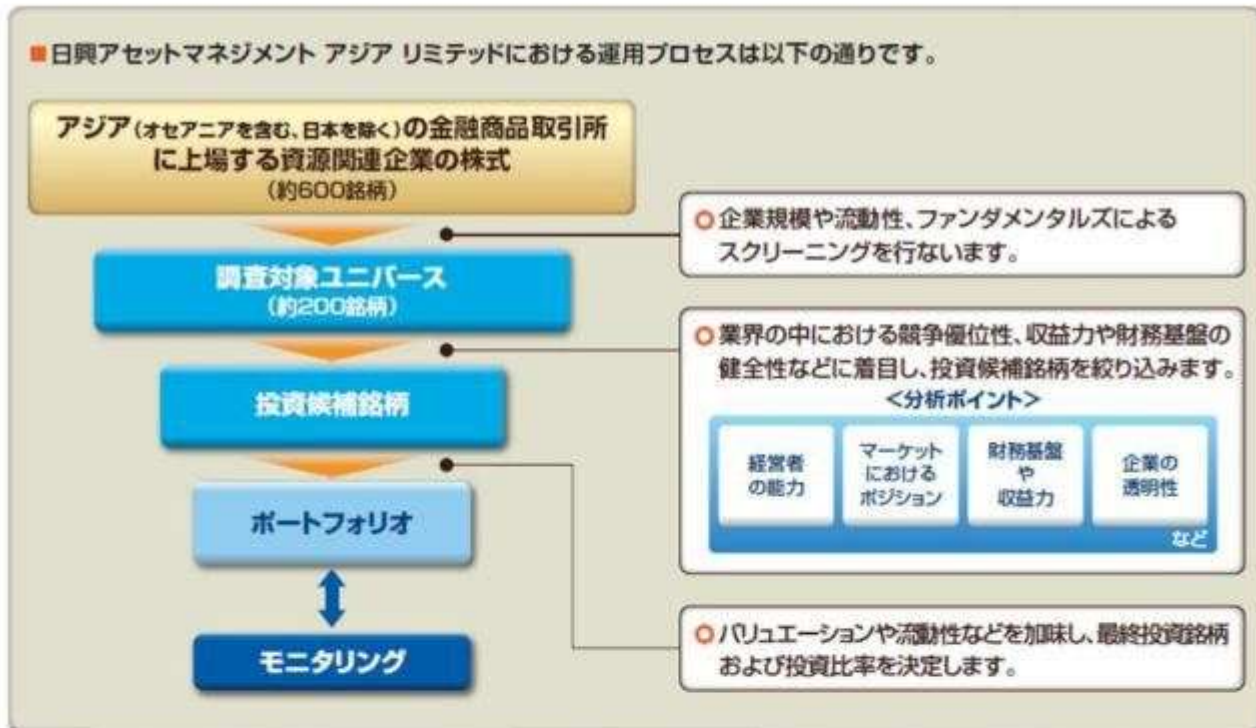 ■日興アセットマネジメント アジア リミテッドにおける運用プロセスは以下の通りです。
アジア(オセアニアを含む、日本を除く)の金融商品取引所
に上場する資源関連企業の株式
(約600銘柄)
○企業規模や流動性、ファンダメンタルズによる
スクリーニングを行ないます。
調査対象ユニバース
(約200銘柄)
○業界の中における競争優位性、収益力や財務基盤の
健全性などに着目し、投資候補銘柄を絞り込みます。
<分析ポイント>
経営者
の能力
マーケット
における
ポジション
財務基盤
や
収益力
企業の
透明性
など
投資候補銘柄
ポートフォリオ
○バリュエーションや流動性などを加味し、最終投資銘柄
および投資比率を決定します。
モニタリング